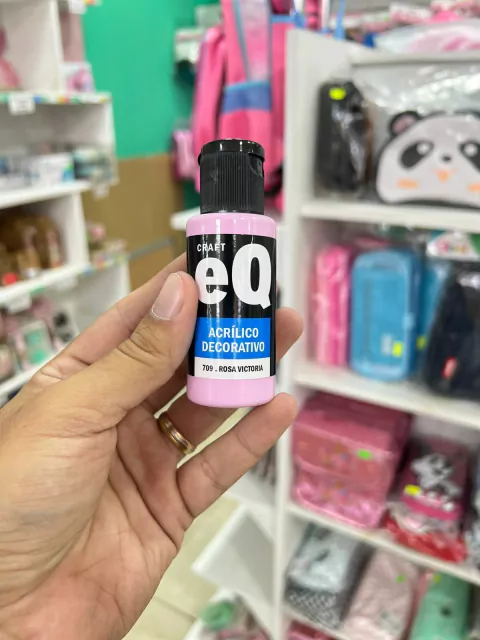 CRAFT
eQ
ACRÍLICO
DECORATIVO
709 . ROSA VICTORIA